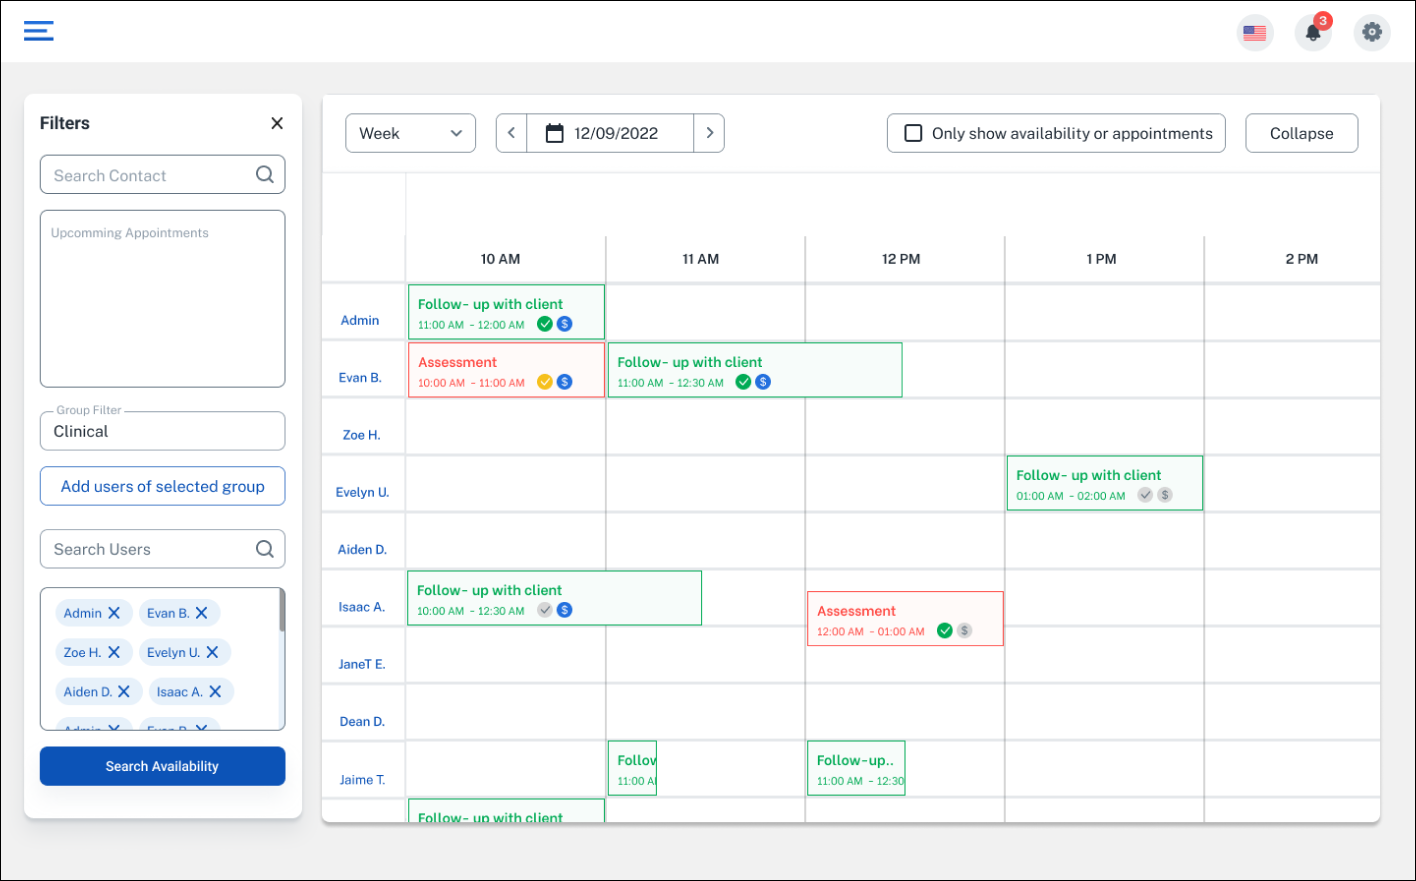 3
Filters
Search Contact
Upcomming Appointments
Group Filter
Clinical
Add users of selected group
Search Users
Admin Evan B.
Zoe H. Evelyn U.
Aiden D. Isaac A.
Admin Evan B.
Search Availability
Week 12/09/2022 Only show availability or appointments Collapse
10 AM 11 AM 12 PM 1 PM 2 PM
Admin
Follow- up with client
11:00 AM - 12:00 AM $
Evan B.
Assessment
10:00 AM - 11:00 AM $
Follow- up with client
11:00 AM - 12:30 AM $
Zoe H.
Evelyn U.
Follow- up with client
01:00 AM - 02:00 AM $
Aiden D.
Isaac A.
Follow- up with client
10:00 AM - 12:30 AM $
Assessment
12:00 AM - 01:00 AM $
JaneT E.
Dean D.
Jaime T.
Follow
11:00 A
Follow-up..
11:00 AM - 12:30
Follow- up with client